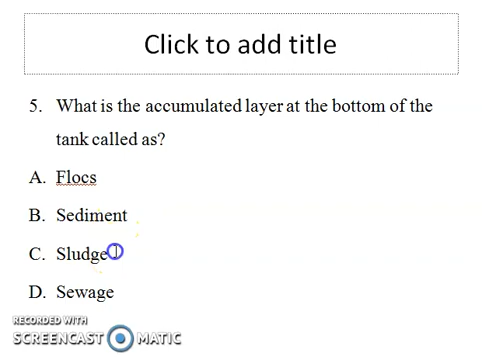 Click to add title
5. What is the accumulated layer at the bottom of the
tank called as?
A. Flocs
B. Sediment
C. Sludge
D. Sewage
RECORDED WITH
SCREENCAST MATIC